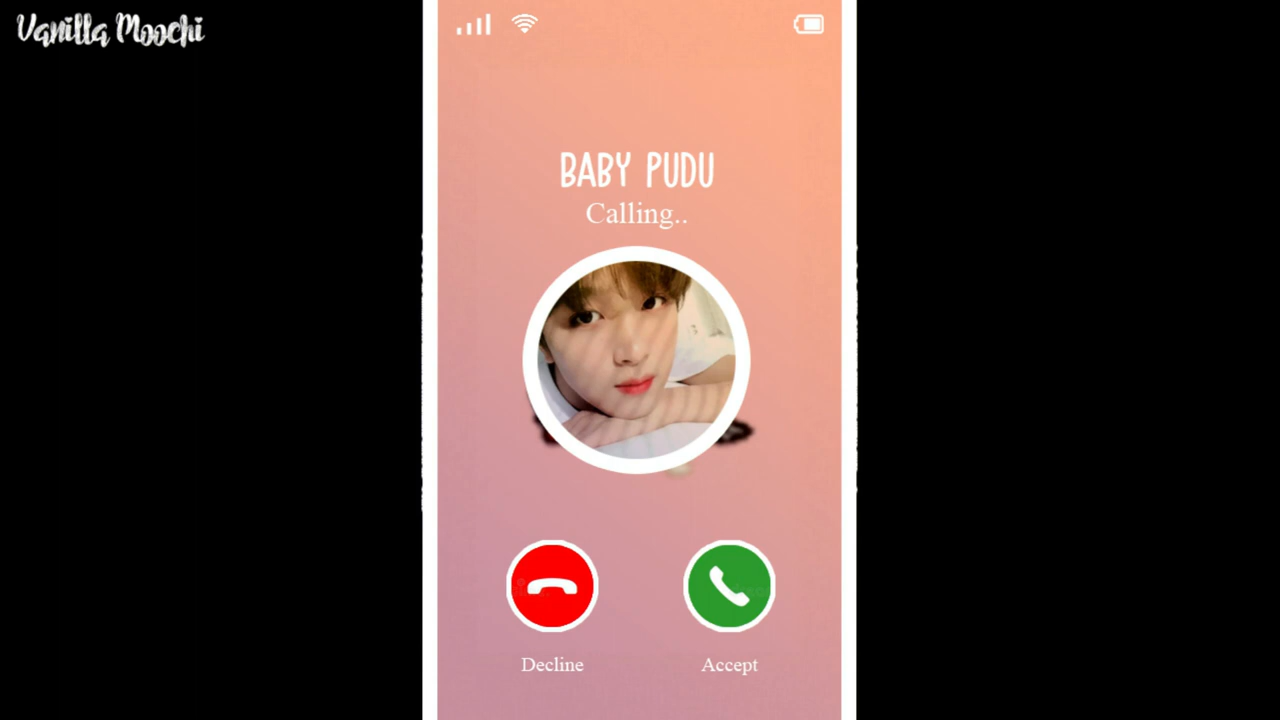 Vanilla Moochi
BABY PUDU
Calling..
Decline
Accept